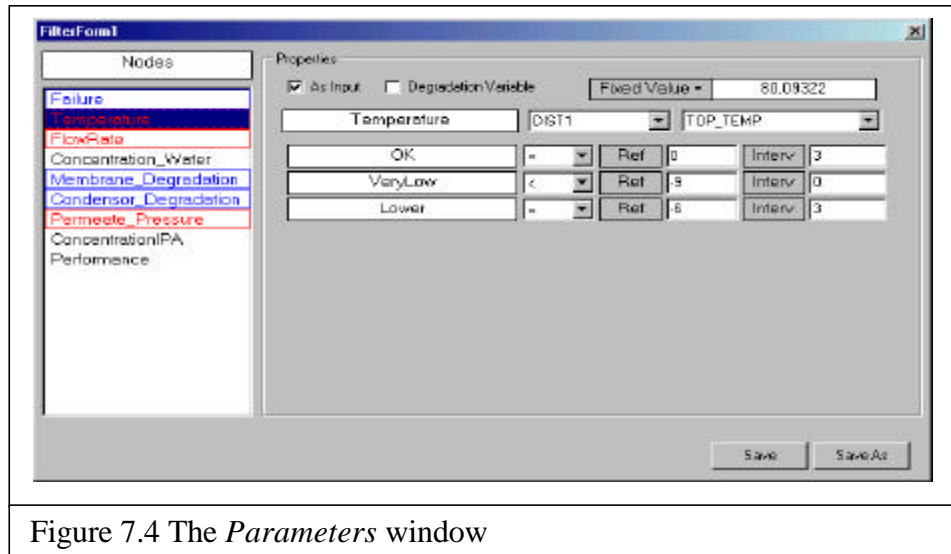 FilterForm1
Nodes
Failure
Temperature
FlowRate
Concentration_Water
Membrane_Degradation
Condensor_Degradation
Permeate_Pressure
ConcentrationIPA
Performance
Properties
As Input Degradation Variable Fixed Value = 80.09322
Temperature DIST1 TOP_TEMP
OK = Ref 0 Interv 3
VeryLow < Ref -9 Interv 0
Lower = Ref -6 Interv 3
Save Save As
Figure 7.4 The Parameters window